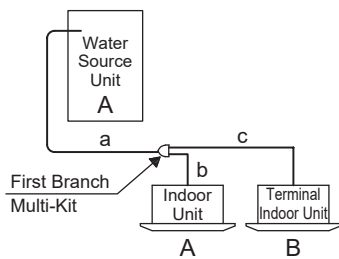 Water
Source
Unit
A
a
c
b
First Branch
Multi-Kit
Indoor
Unit
Terminal
Indoor Unit
A
B